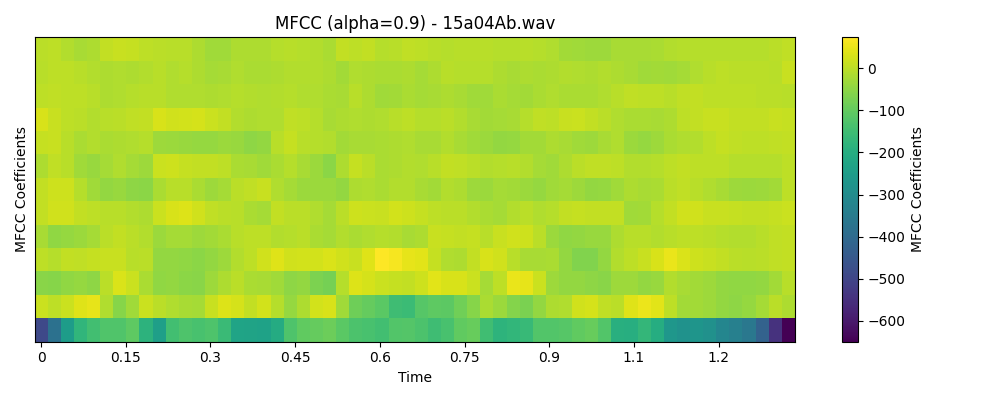 MFCC (alpha=0.9) - 15a04Ab.wav
MFCC Coefficients
0 0.15 0.3 0.45 0.6 0.75 0.9 1.1 1.2
Time
0
−100
−200
−300
−400
−500
−600
MFCC Coefficients